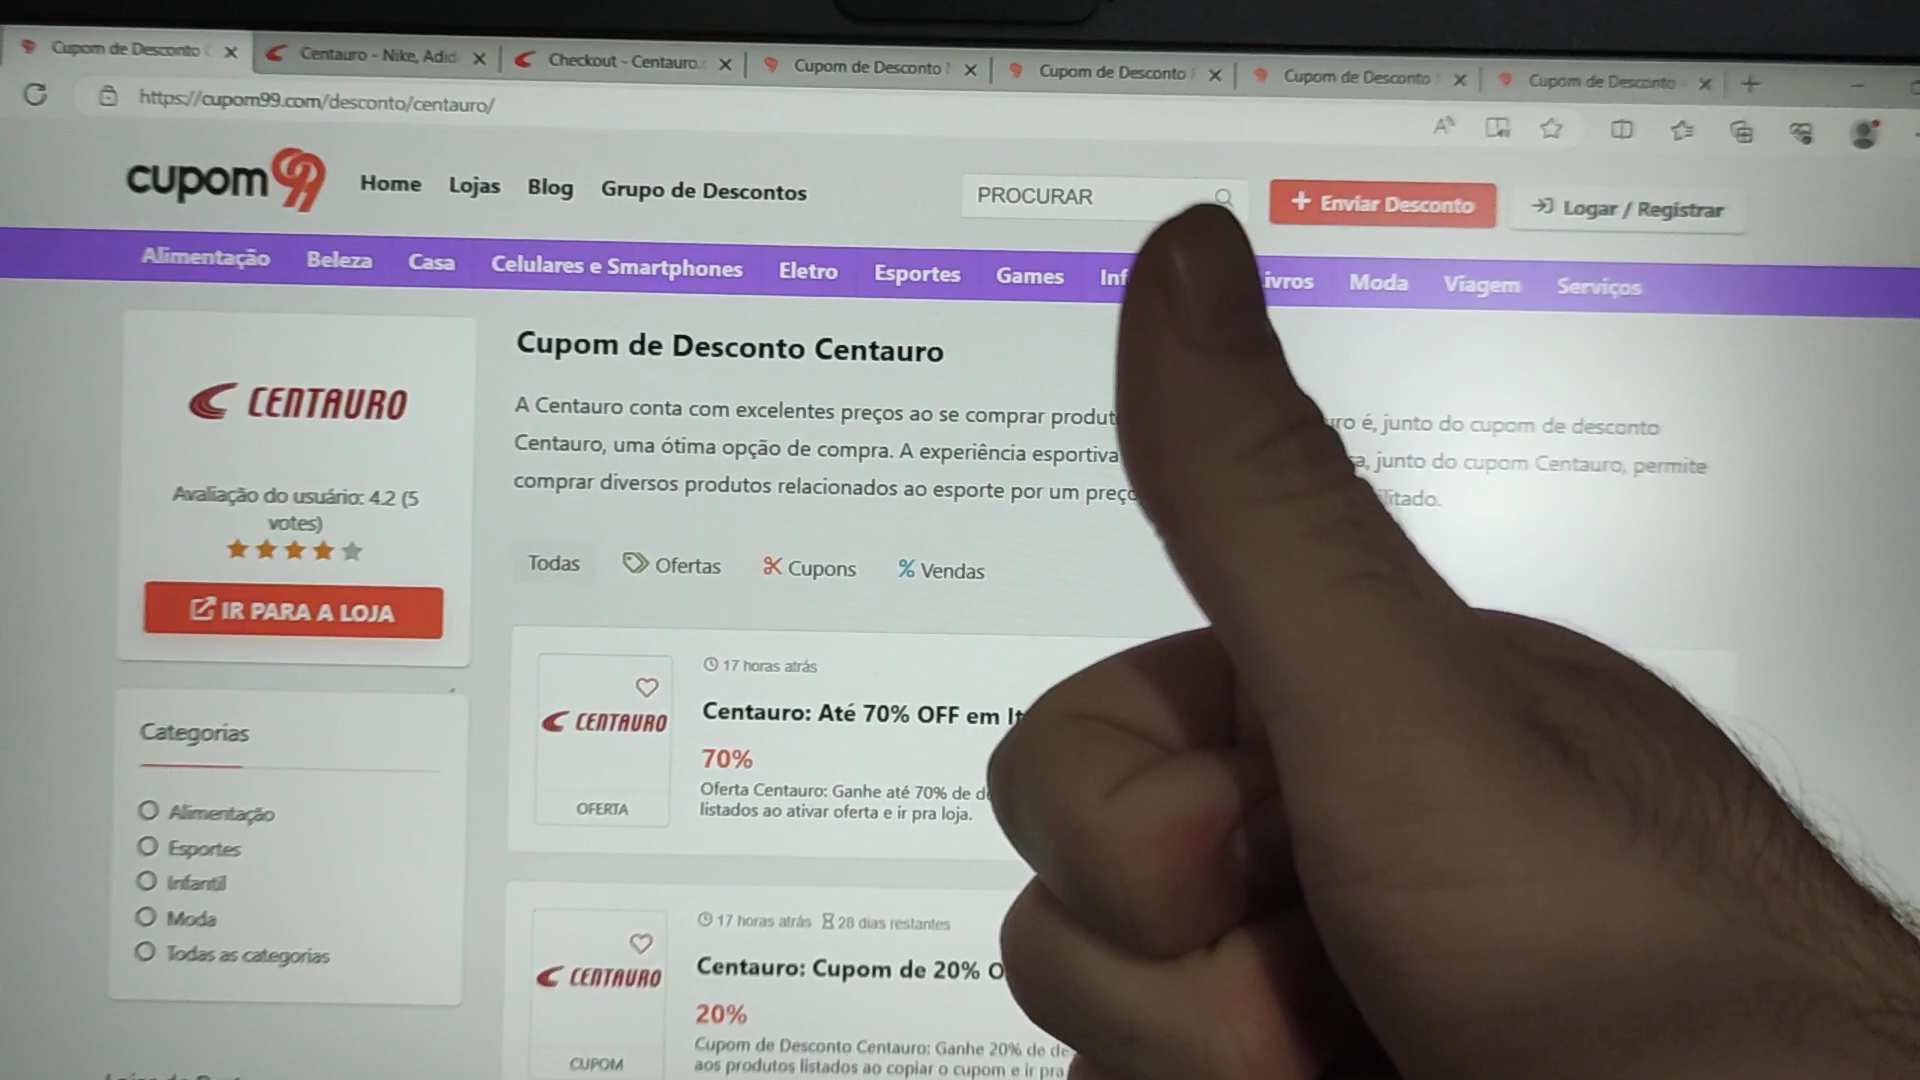 Cupom de Desconto
Centauro - Nike, Adid
Checkout - Centauro.
Cupom de Desconto
Cupom de Desconto
Cupom de Desconto
Cupom de Desconto
https://cupom99.com/desconto/centauro/
cupom99
Home
Lojas
Blog
Grupo de Descontos
PROCURAR
+ Enviar Desconto
Logar / Registrar
Alimentação
Beleza
Casa
Celulares e Smartphones
Eletro
Esportes
Games
Inf
ivros
Moda
Viagem
Serviços
CENTAURO
Avaliação do usuário: 4.2 (5
votes)
IR PARA A LOJA
Categorias
Alimentação
Esportes
Infantil
Moda
Todas as categorias
Cupom de Desconto Centauro
A Centauro conta com excelentes preços ao se comprar produt uro é, junto do cupom de desconto
Centauro, uma ótima opção de compra. A experiência esportiva a, junto do cupom Centauro, permite
comprar diversos produtos relacionados ao esporte por um preço ilitado.
Todas
Ofertas
Cupons
% Vendas
CENTAURO
OFERTA
17 horas atrás
Centauro: Até 70% OFF em It
70%
Oferta Centauro: Ganhe até 70% de d
listados ao ativar oferta e ir pra loja.
CENTAURO
CUPOM
17 horas atrás 28 dias restantes
Centauro: Cupom de 20% O
20%
Cupom de Desconto Centauro: Ganhe 20% de de
aos produtos listados ao copiar o cupom e ir pra